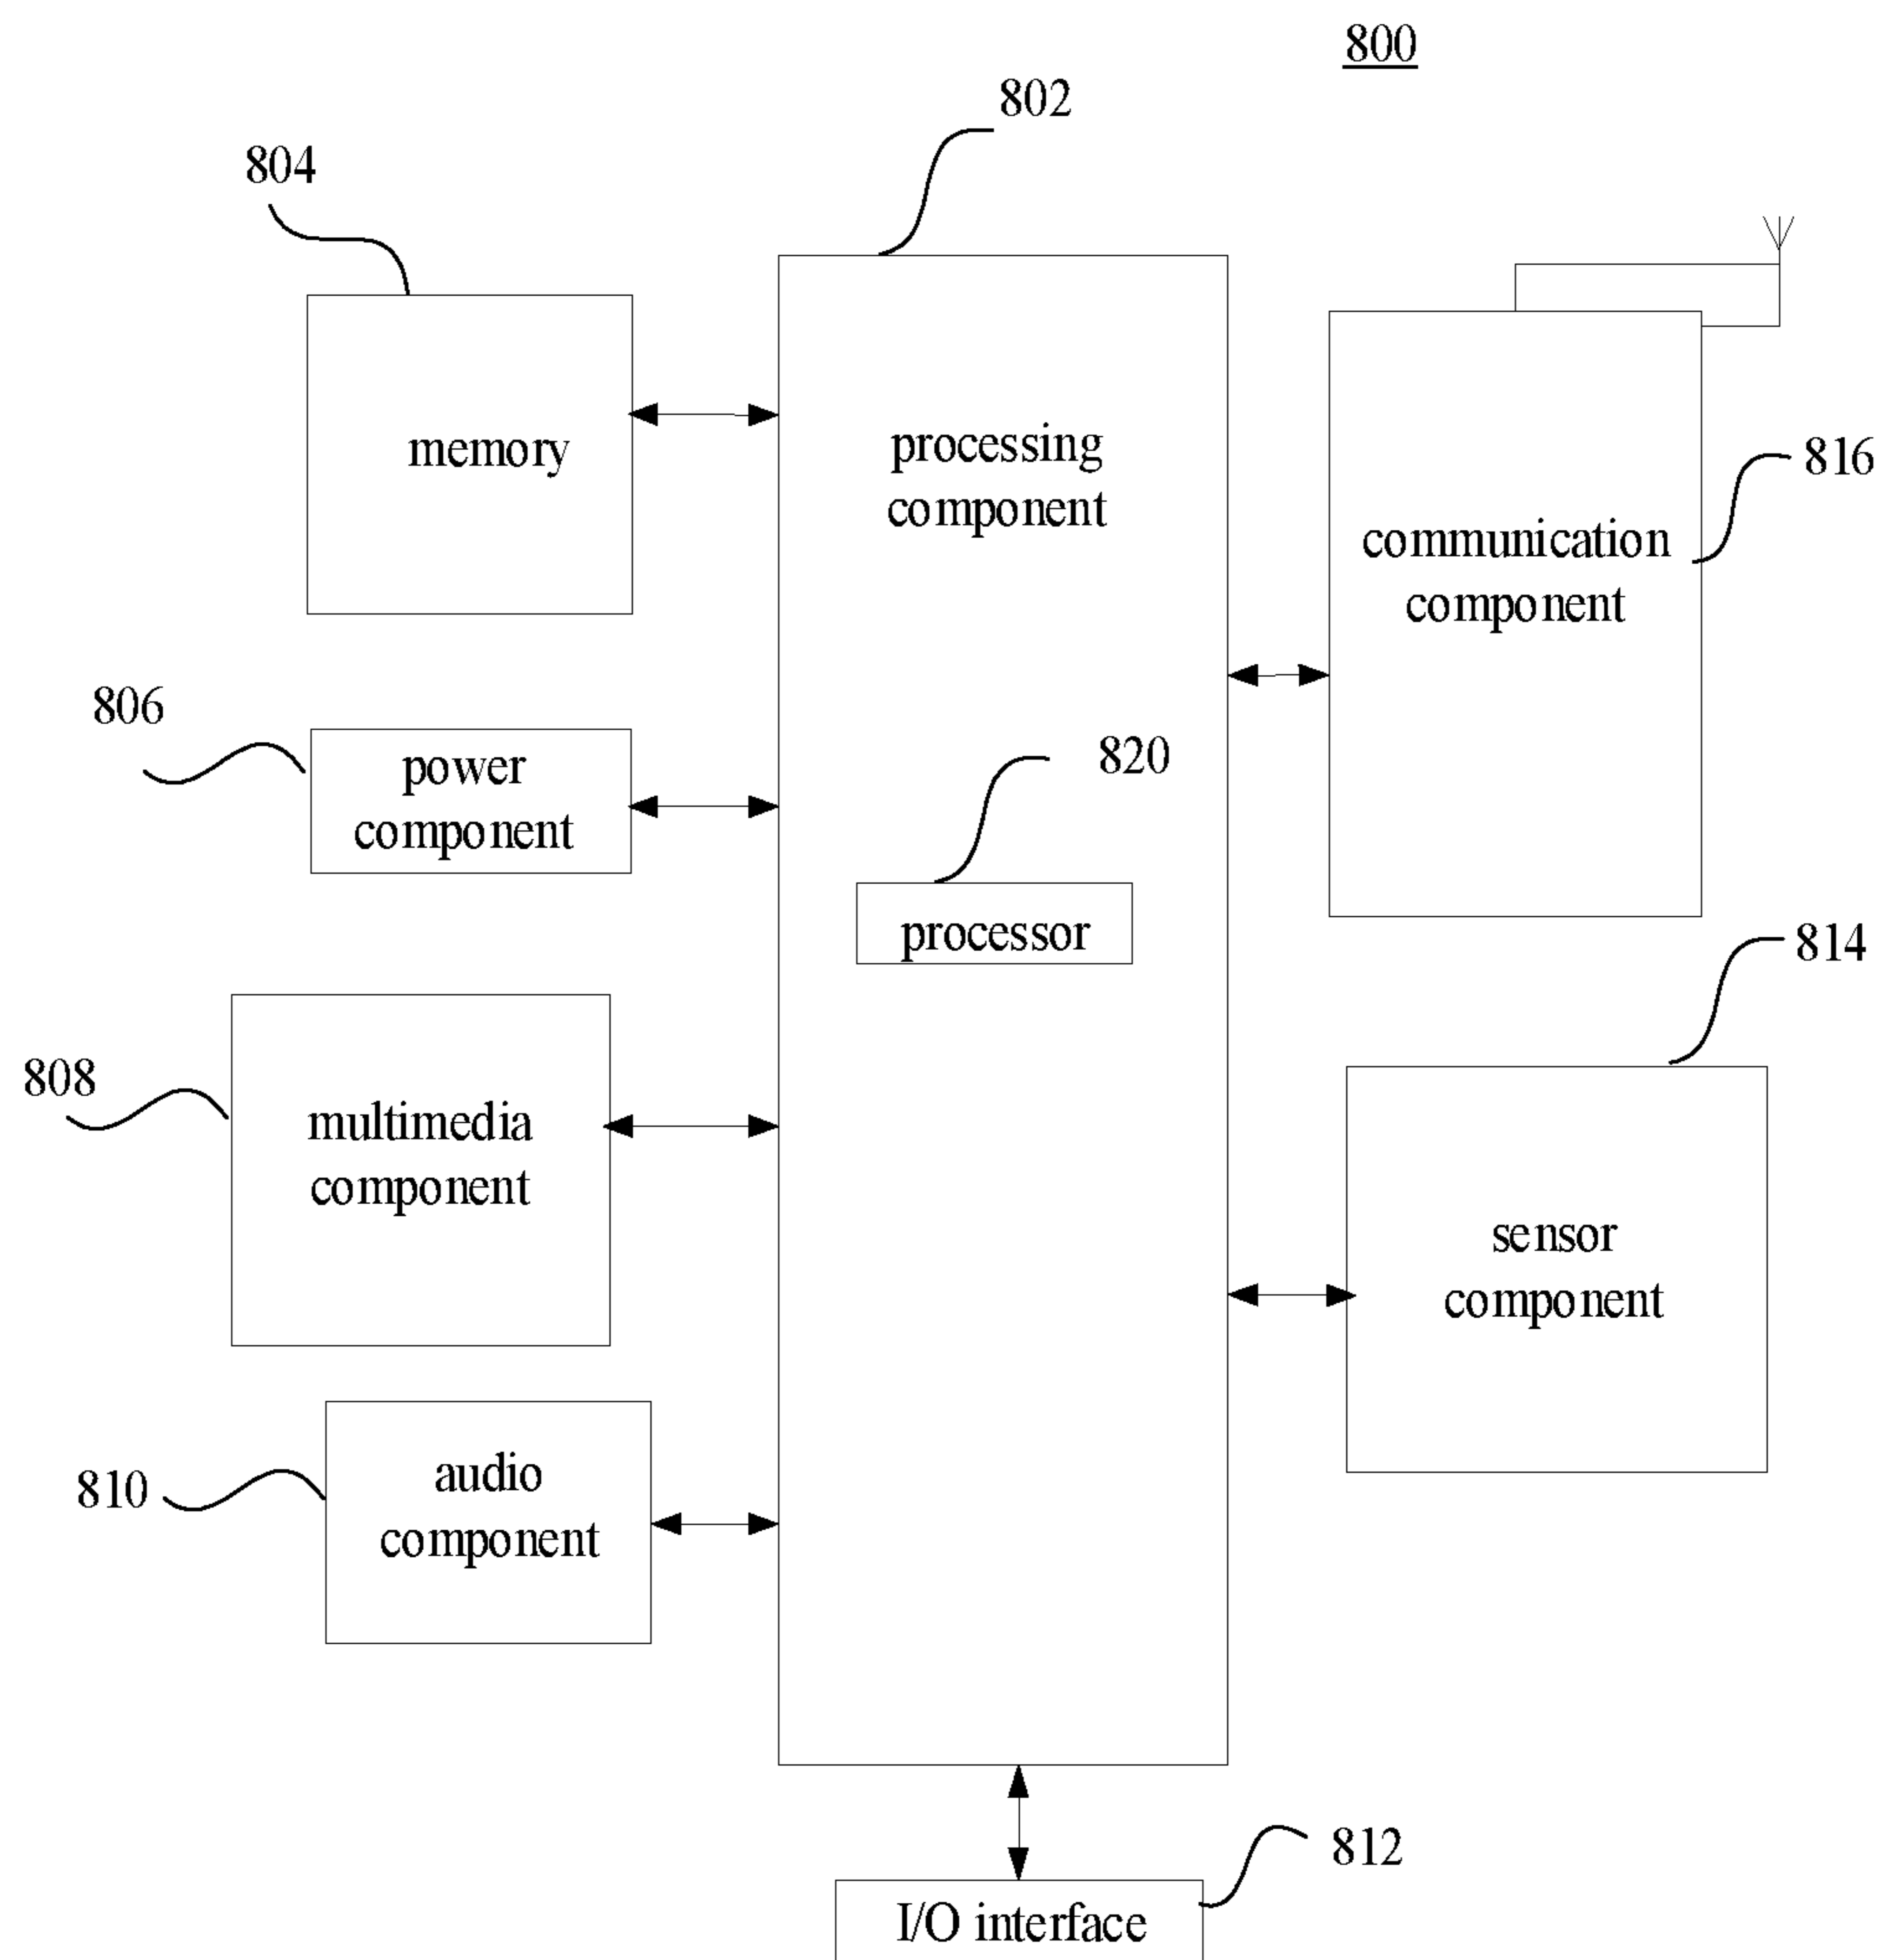 800
802
804
memory
processing
component
816
communication
component
806
power
component
820
processor
814
808
multimedia
component
sensor
component
810
audio
component
812
I/O interface